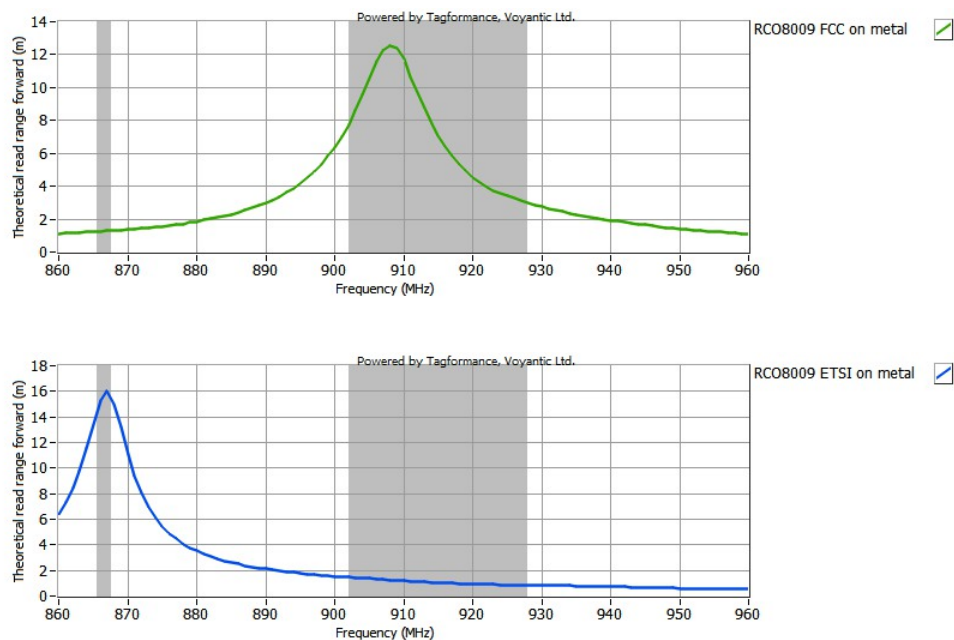 Powered by Tagformance, Voyantic Ltd.
RCO8009 FCC on metal
Theoretical read range forward (m)
14
12
10
8
6
4
2
0
860 870 880 890 900 910 920 930 940 950 960
Frequency (MHz)
Powered by Tagformance, Voyantic Ltd.
RCO8009 ETSI on metal
Theoretical read range forward (m)
18
16
14
12
10
8
6
4
2
0
860 870 880 890 900 910 920 930 940 950 960
Frequency (MHz)